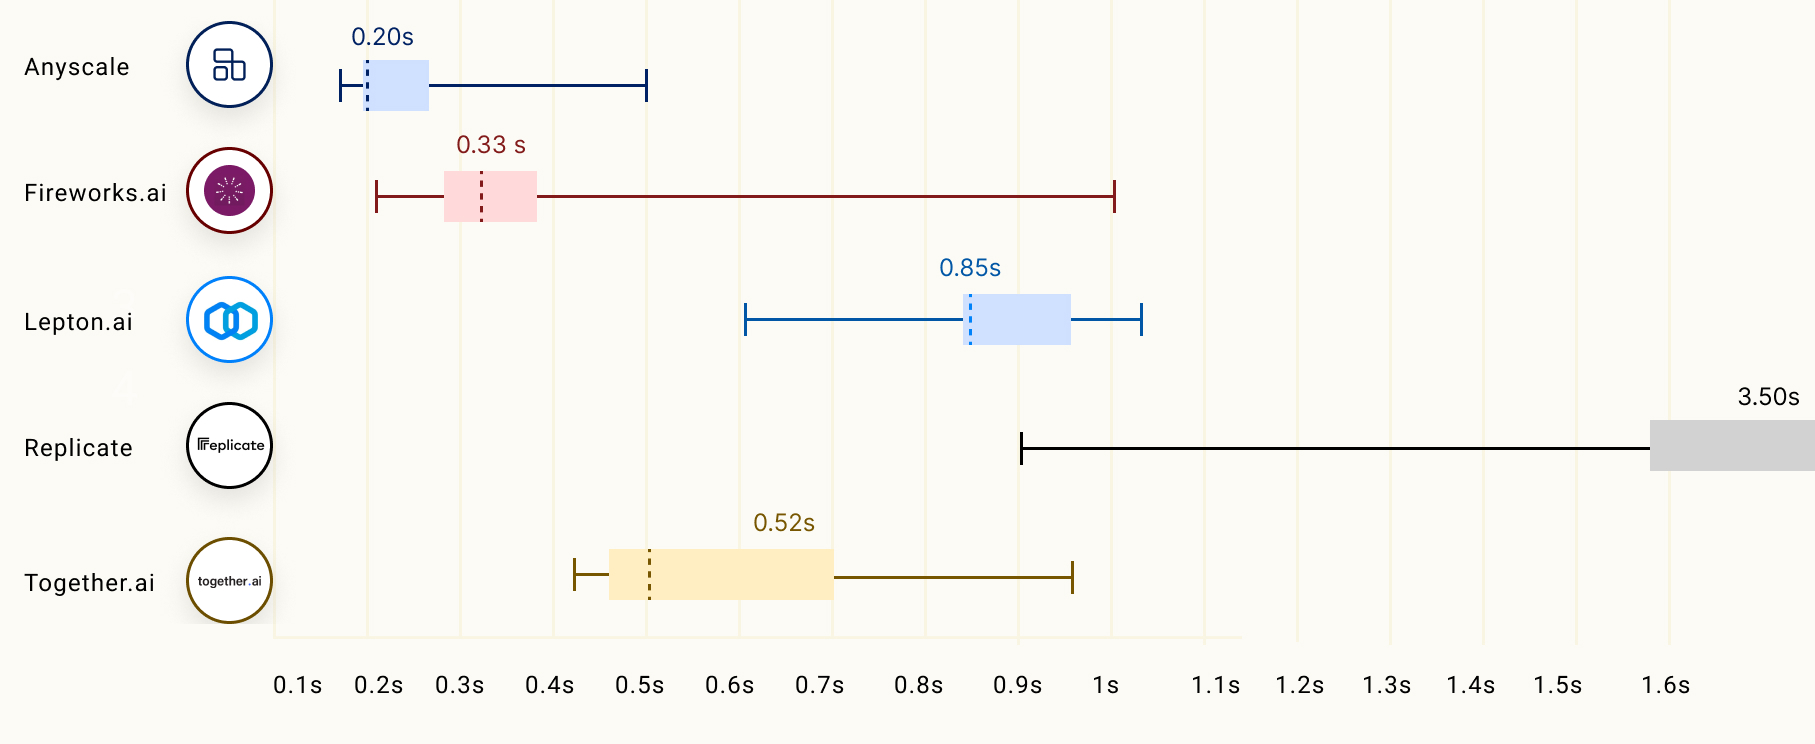 0.20s
Anyscale
0.33 s
Fireworks.ai
0.85s
Lepton.ai
3.50s
Replicate
replicate
0.52s
Together.ai
together.ai
0.1s 0.2s 0.3s 0.4s 0.5s 0.6s 0.7s 0.8s 0.9s 1s 1.1s 1.2s 1.3s 1.4s 1.5s 1.6s